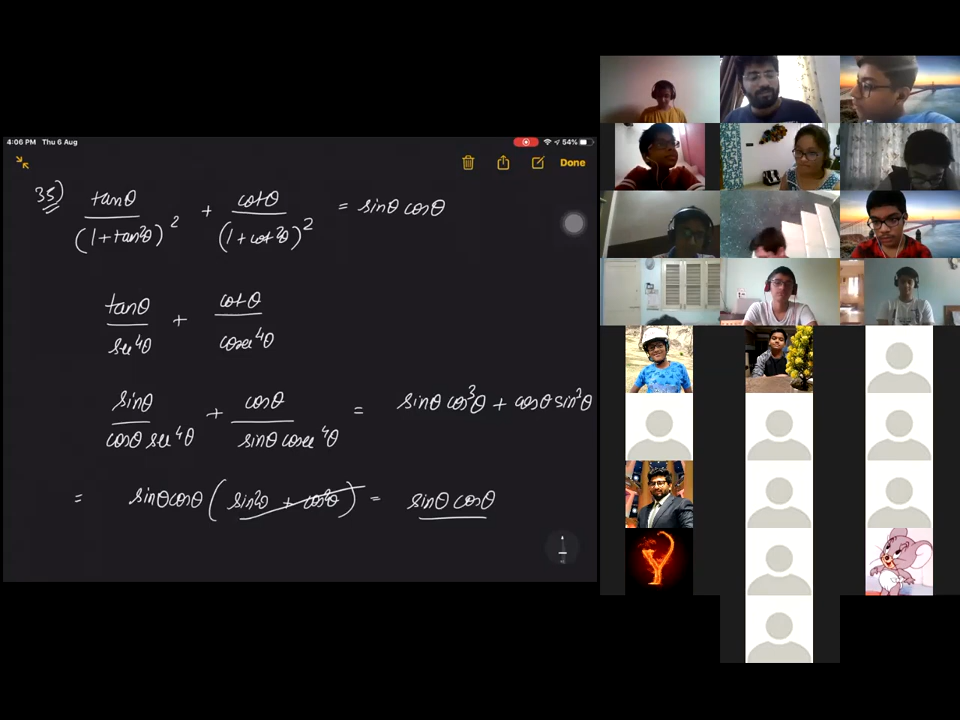 4:06 PM Thu 6 Aug 54%
Done
35) tanθ/(1+tan²θ)² + cotθ/(1+cot²θ)² = sinθ cosθ
tanθ/sec⁴θ + cotθ/cosec⁴θ
sinθ/cosθ sec⁴θ + cosθ/sinθ cosec⁴θ = sinθ cos³θ + cosθ sin³θ
= sinθcosθ (sin²θ + cos²θ) = sinθ cosθ